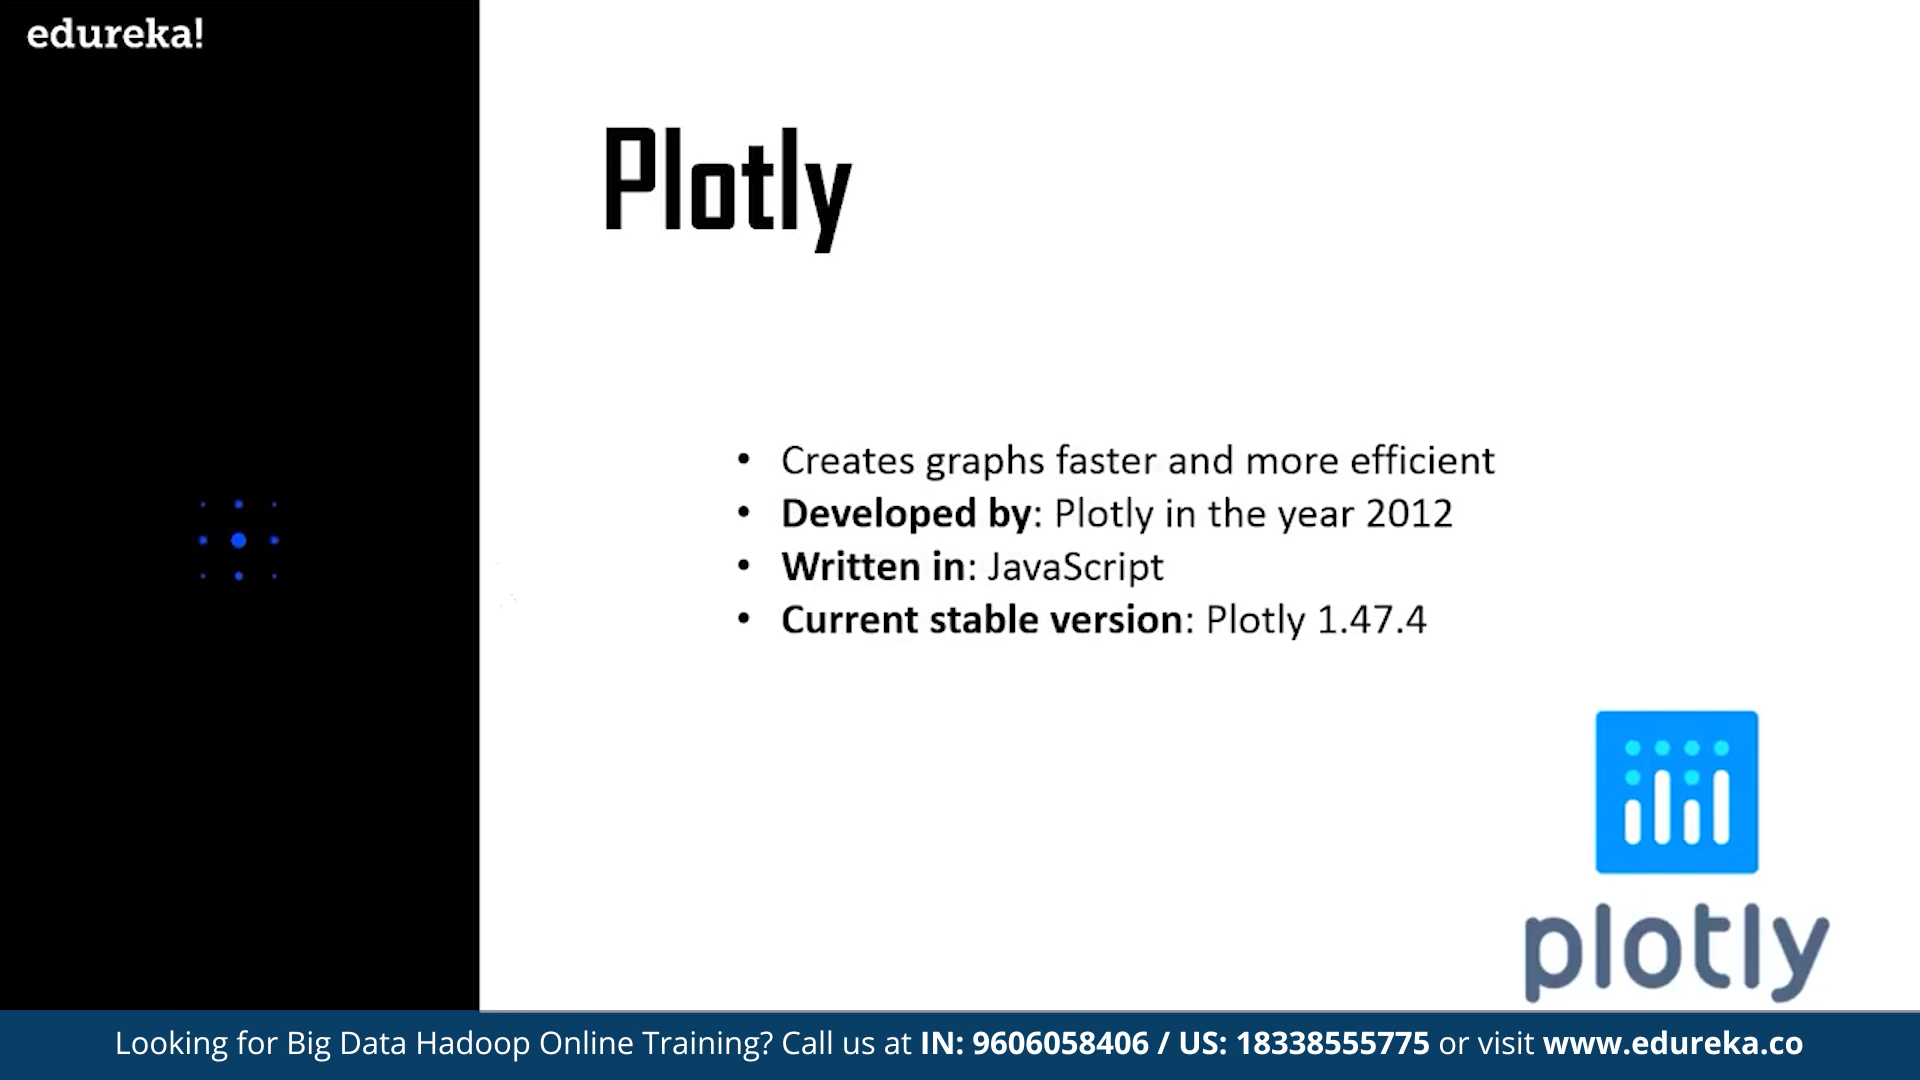 edureka!
Plotly
• Creates graphs faster and more efficient
• Developed by: Plotly in the year 2012
• Written in: JavaScript
• Current stable version: Plotly 1.47.4
plotly
Looking for Big Data Hadoop Online Training? Call us at IN: 9606058406 / US: 18338555775 or visit www.edureka.co